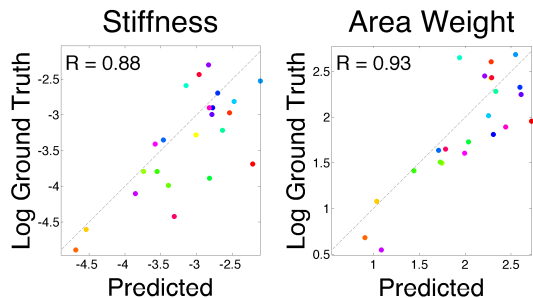 Stiffness
R = 0.88
Log Ground Truth
-2.5
-3
-3.5
-4
-4.5
-4.5
-4
-3.5
-3
-2.5
Predicted
Area Weight
R = 0.93
Log Ground Truth
2.5
2
1.5
1
0.5
1
1.5
2
2.5
Predicted